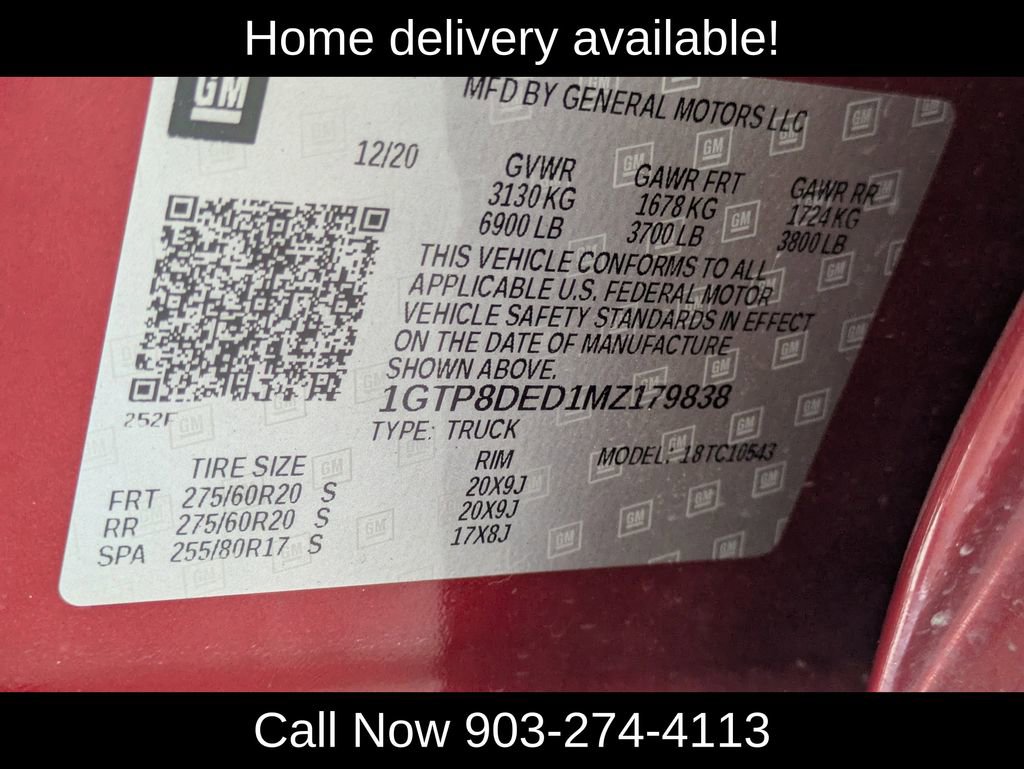 Home delivery available!
GM
MFD BY GENERAL MOTORS LLC
12/20
GVWR GAWR FRT GAWR RR
3130 KG 1678 KG 1724 KG
6900 LB 3700 LB 3800 LB
THIS VEHICLE CONFORMS TO ALL
APPLICABLE U.S. FEDERAL MOTOR
VEHICLE SAFETY STANDARDS IN EFFECT
ON THE DATE OF MANUFACTURE
SHOWN ABOVE.
1GTP8DED1MZ179838
252F
TYPE: TRUCK
MODEL: 18TC10543
TIRE SIZE RIM
FRT 275/60R20 S 20X9J
RR 275/60R20 S 20X9J
SPA 255/80R17 S 17X8J
Call Now 903-274-4113